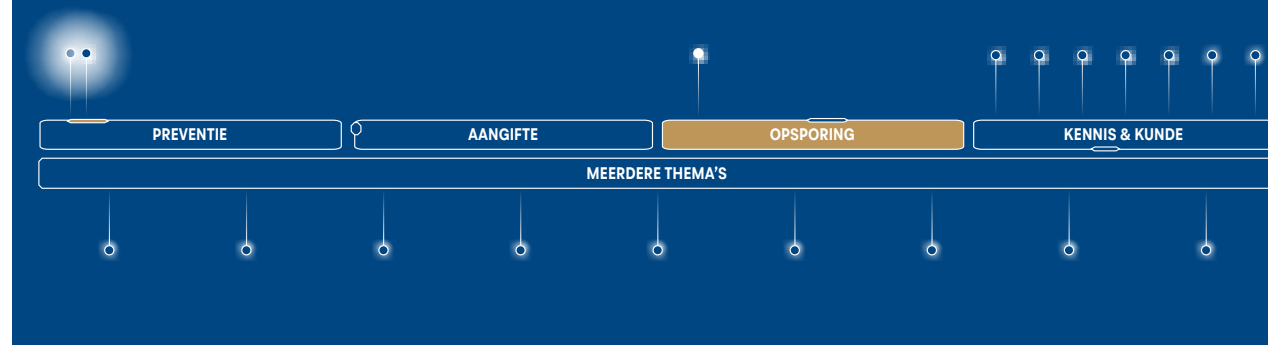 PREVENTIE
AANGIFTE
OPSPORING
KENNIS & KUNDE
MEERDERE THEMA'S